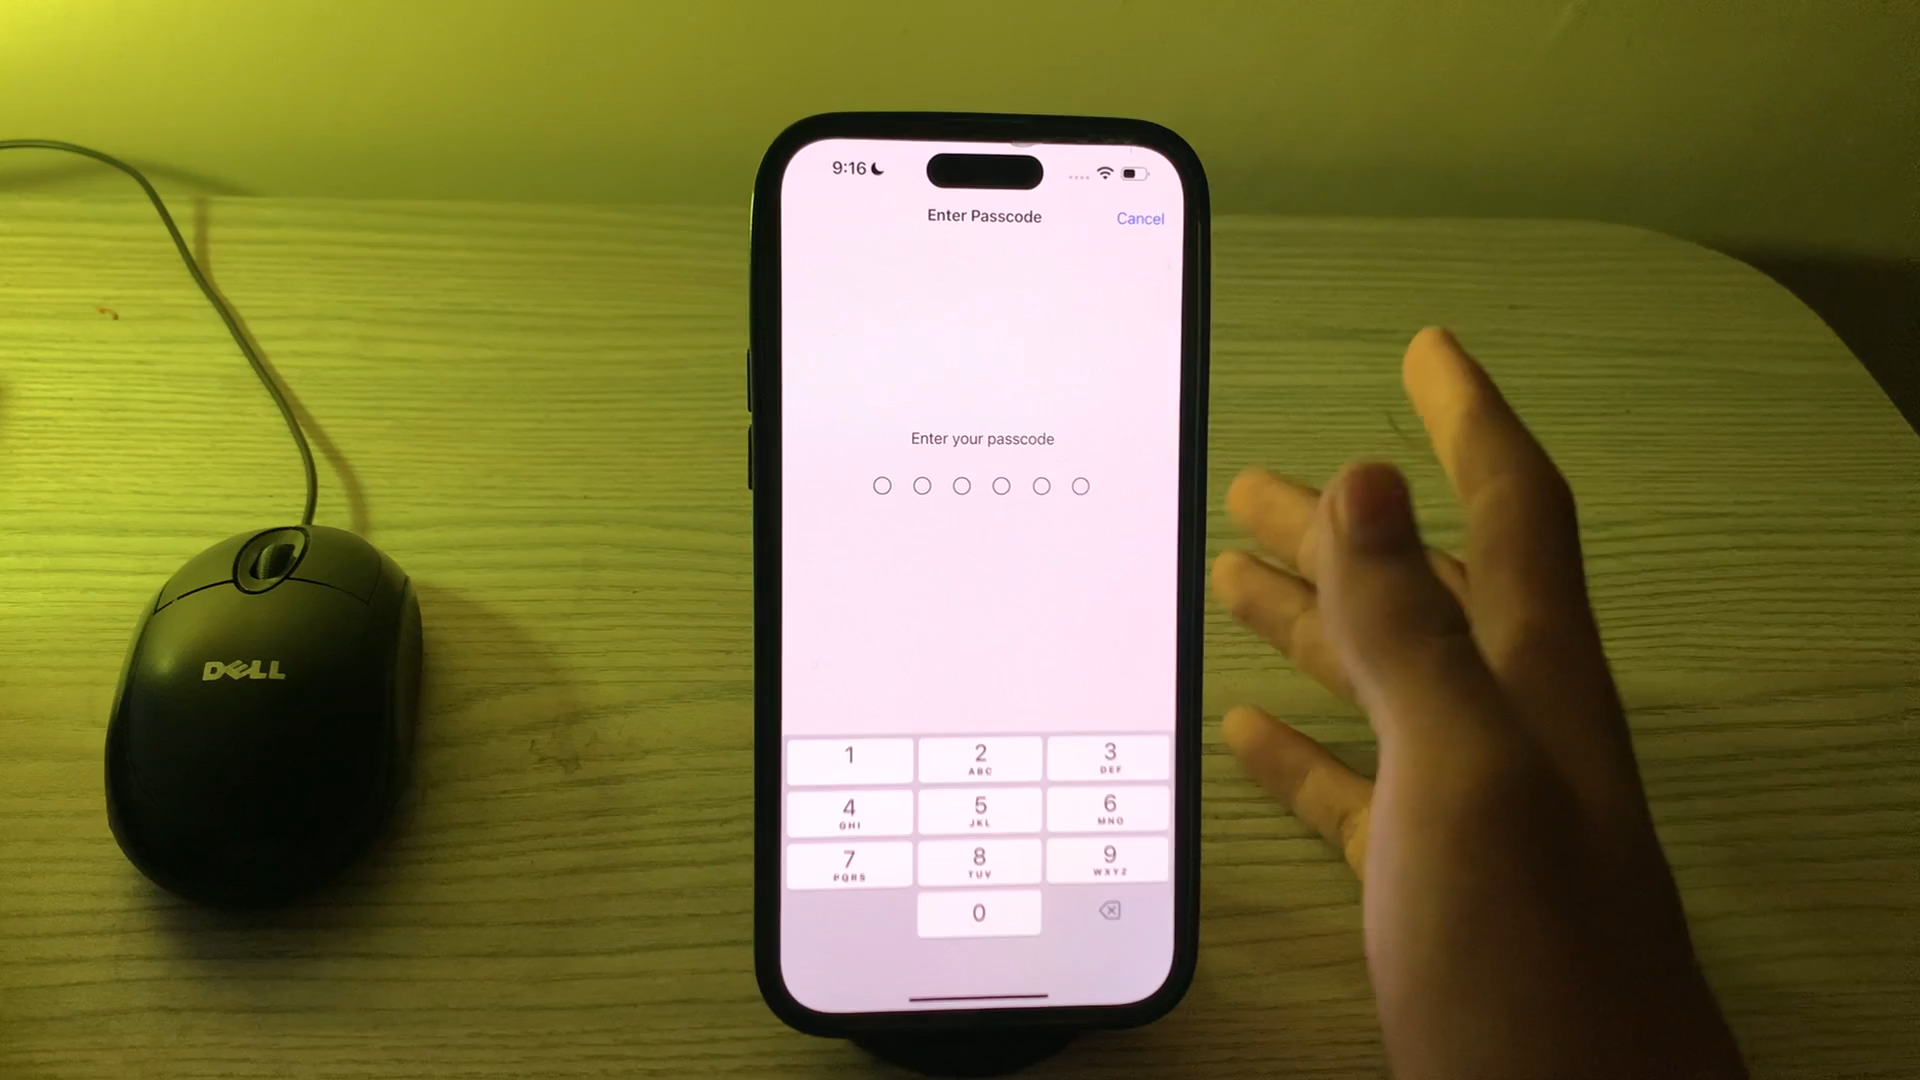 9:16
Enter Passcode
Cancel
Enter your passcode
1
2
ABC
3
DEF
4
GHI
5
JKL
6
MNO
7
PQRS
8
TUV
9
WXYZ
0
DELL